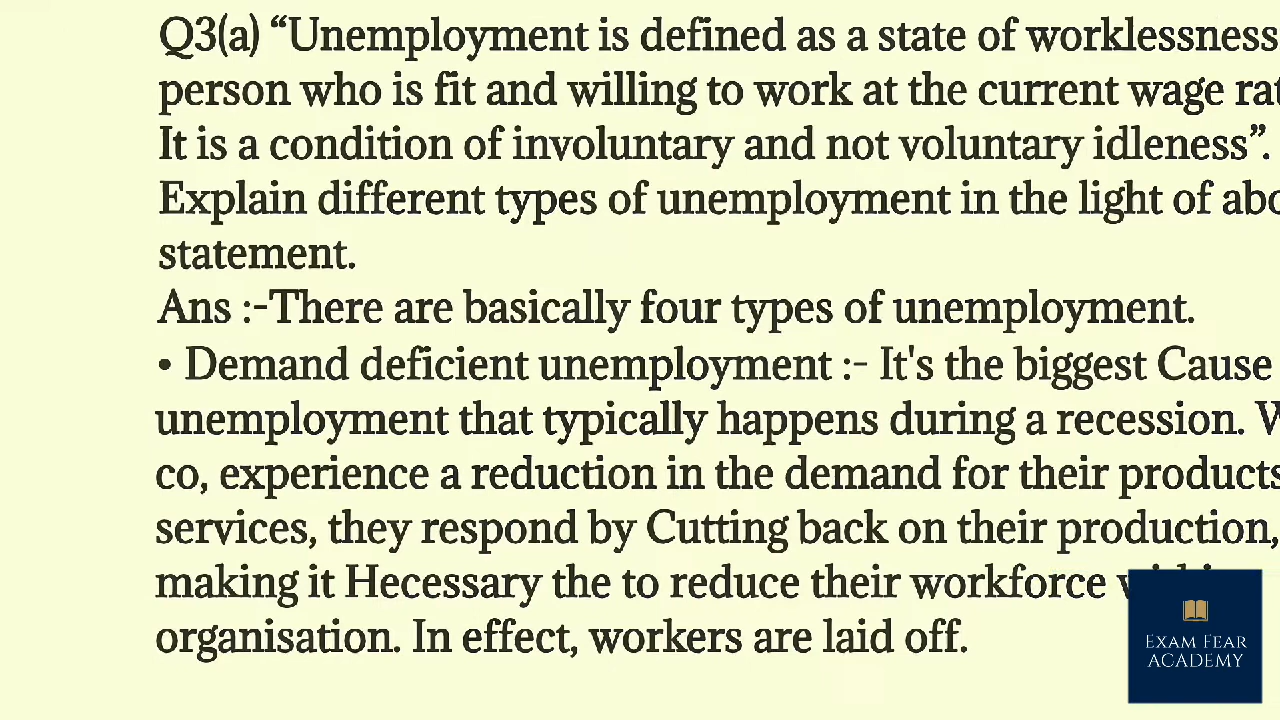 Q3(a) “Unemployment is defined as a state of worklessness
person who is fit and willing to work at the current wage
It is a condition of involuntary and not voluntary idleness”.
Explain different types of unemployment in the light of
statement.
Ans :-There are basically four types of unemployment.
• Demand deficient unemployment :- It's the biggest Cause
unemployment that typically happens during a recession.
co, experience a reduction in the demand for their products
services, they respond by Cutting back on their production,
making it Hecessary the to reduce their workforce
organisation. In effect, workers are laid off.
EXAM FEAR
ACADEMY